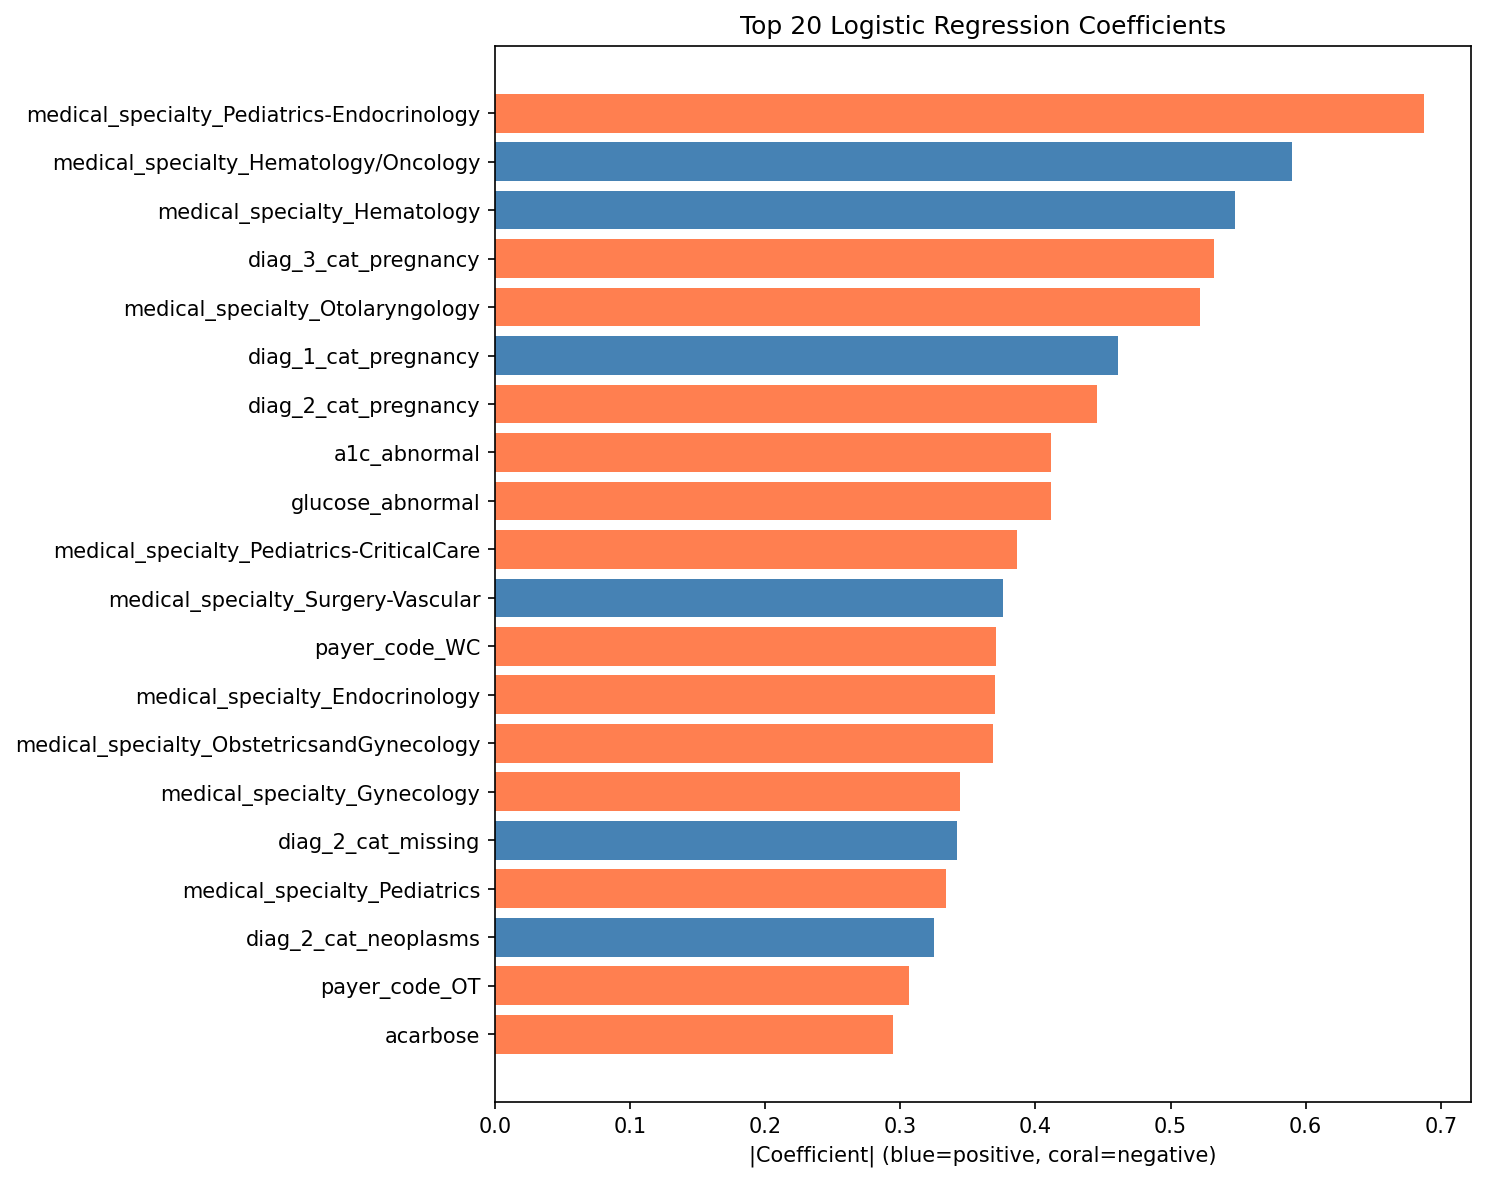 Top 20 Logistic Regression Coefficients
medical_specialty_Pediatrics-Endocrinology
medical_specialty_Hematology/Oncology
medical_specialty_Hematology
diag_3_cat_pregnancy
medical_specialty_Otolaryngology
diag_1_cat_pregnancy
diag_2_cat_pregnancy
a1c_abnormal
glucose_abnormal
medical_specialty_Pediatrics-CriticalCare
medical_specialty_Surgery-Vascular
payer_code_WC
medical_specialty_Endocrinology
medical_specialty_ObstetricsandGynecology
medical_specialty_Gynecology
diag_2_cat_missing
medical_specialty_Pediatrics
diag_2_cat_neoplasms
payer_code_OT
acarbose
0.0 0.1 0.2 0.3 0.4 0.5 0.6 0.7
|Coefficient| (blue=positive, coral=negative)